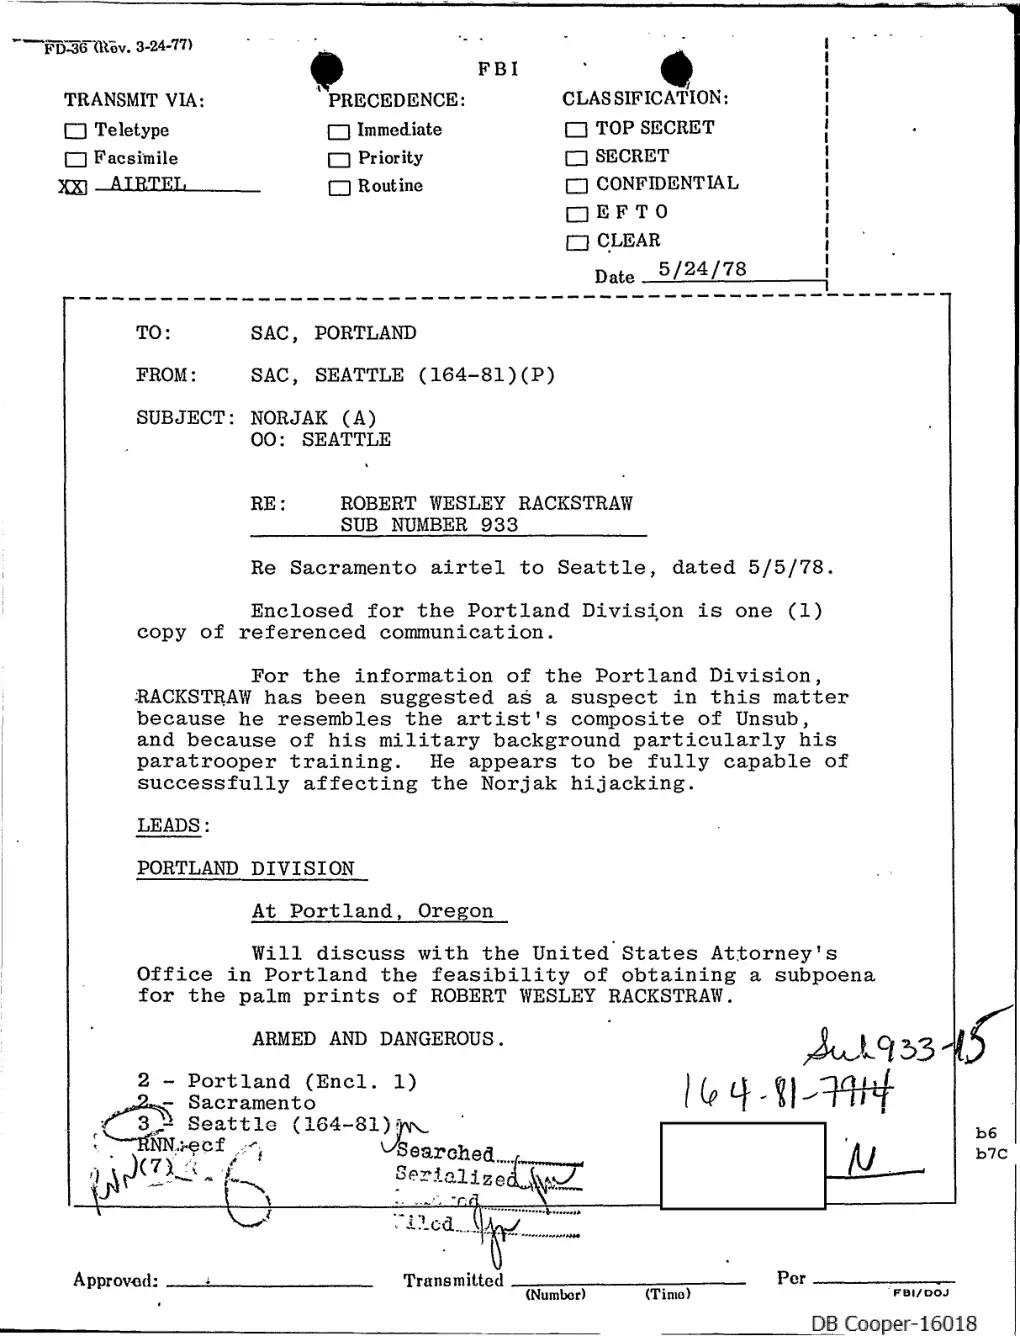 FD-36 (Rev. 3-24-77)
FBI
TRANSMIT VIA:
☐ Teletype
☐ Facsimile
XX AIRTEL
PRECEDENCE:
☐ Immediate
☐ Priority
☐ Routine
CLASSIFICATION:
☐ TOP SECRET
☐ SECRET
☐ CONFIDENTIAL
☐ E F T O
☐ CLEAR
Date 5/24/78
TO: SAC, PORTLAND
FROM: SAC, SEATTLE (164-81)(P)
SUBJECT: NORJAK (A)
OO: SEATTLE
RE: ROBERT WESLEY RACKSTRAW
SUB NUMBER 933
Re Sacramento airtel to Seattle, dated 5/5/78.
Enclosed for the Portland Division is one (1)
copy of referenced communication.
For the information of the Portland Division,
RACKSTRAW has been suggested as a suspect in this matter
because he resembles the artist's composite of Unsub,
and because of his military background particularly his
paratrooper training. He appears to be fully capable of
successfully affecting the Norjak hijacking.
LEADS:
PORTLAND DIVISION
At Portland, Oregon
Will discuss with the United States Attorney's
Office in Portland the feasibility of obtaining a subpoena
for the palm prints of ROBERT WESLEY RACKSTRAW.
ARMED AND DANGEROUS.
Sub 933-15
164-81-7914
2 - Portland (Encl. 1)
2 - Sacramento
3 - Seattle (164-81)
RNN:ecf
(7)
Searched
Serialized
Filed
N
b6
b7C
Approved: Transmitted Per
(Number) (Time)
FBI/DOJ
DB Cooper-16018